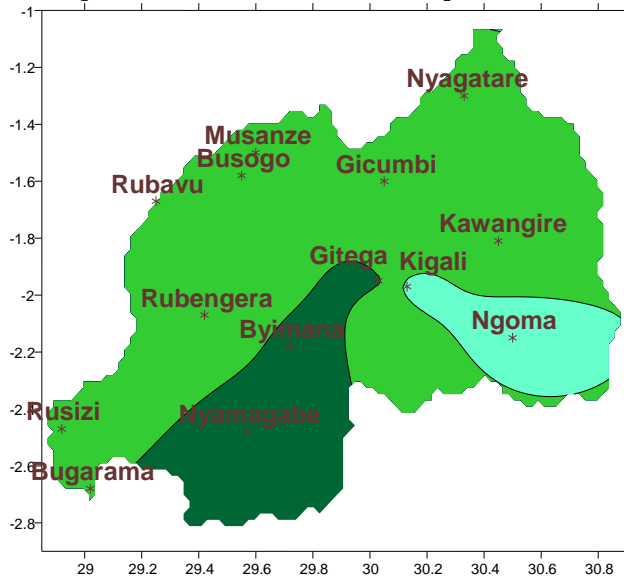 -1
-1.2
Nyagatare
-1.4
Musanze
Busogo
Gicumbi
-1.6
Rubavu
Kawangire
-1.8
Gitega
Kigali
-2
Rubengera
Ngoma
Byimana
-2.2
Rusizi
Nyamagabe
Bugarama
-2.6
-2.8
29
29.2
29.4
29.6
29.8
30
30.2
30.4
30.6
30.8